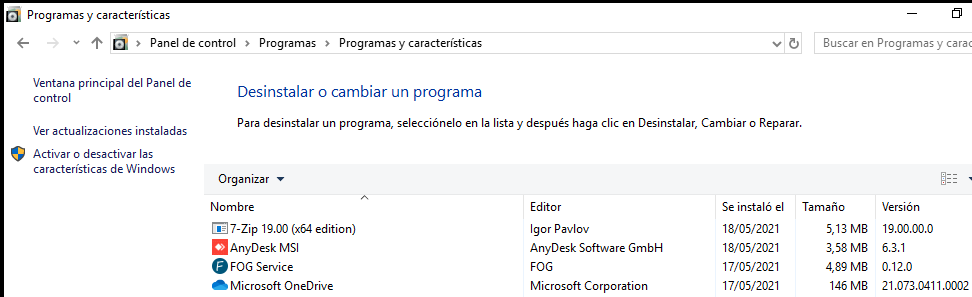 Programas y características
Panel de control Programas Programas y características
Buscar en Programas y carac
Ventana principal del Panel de
control
Ver actualizaciones instaladas
Activar o desactivar las
características de Windows
Desinstalar o cambiar un programa
Para desinstalar un programa, selecciónelo en la lista y después haga clic en Desinstalar, Cambiar o Reparar.
Organizar
Nombre Editor Se instaló el Tamaño Versión
7-Zip 19.00 (x64 edition) Igor Pavlov 18/05/2021 5,13 MB 19.00.00.0
AnyDesk MSI AnyDesk Software GmbH 18/05/2021 3,58 MB 6.3.1
FOG Service FOG 17/05/2021 4,89 MB 0.12.0
Microsoft OneDrive Microsoft Corporation 17/05/2021 146 MB 21.073.0411.0002